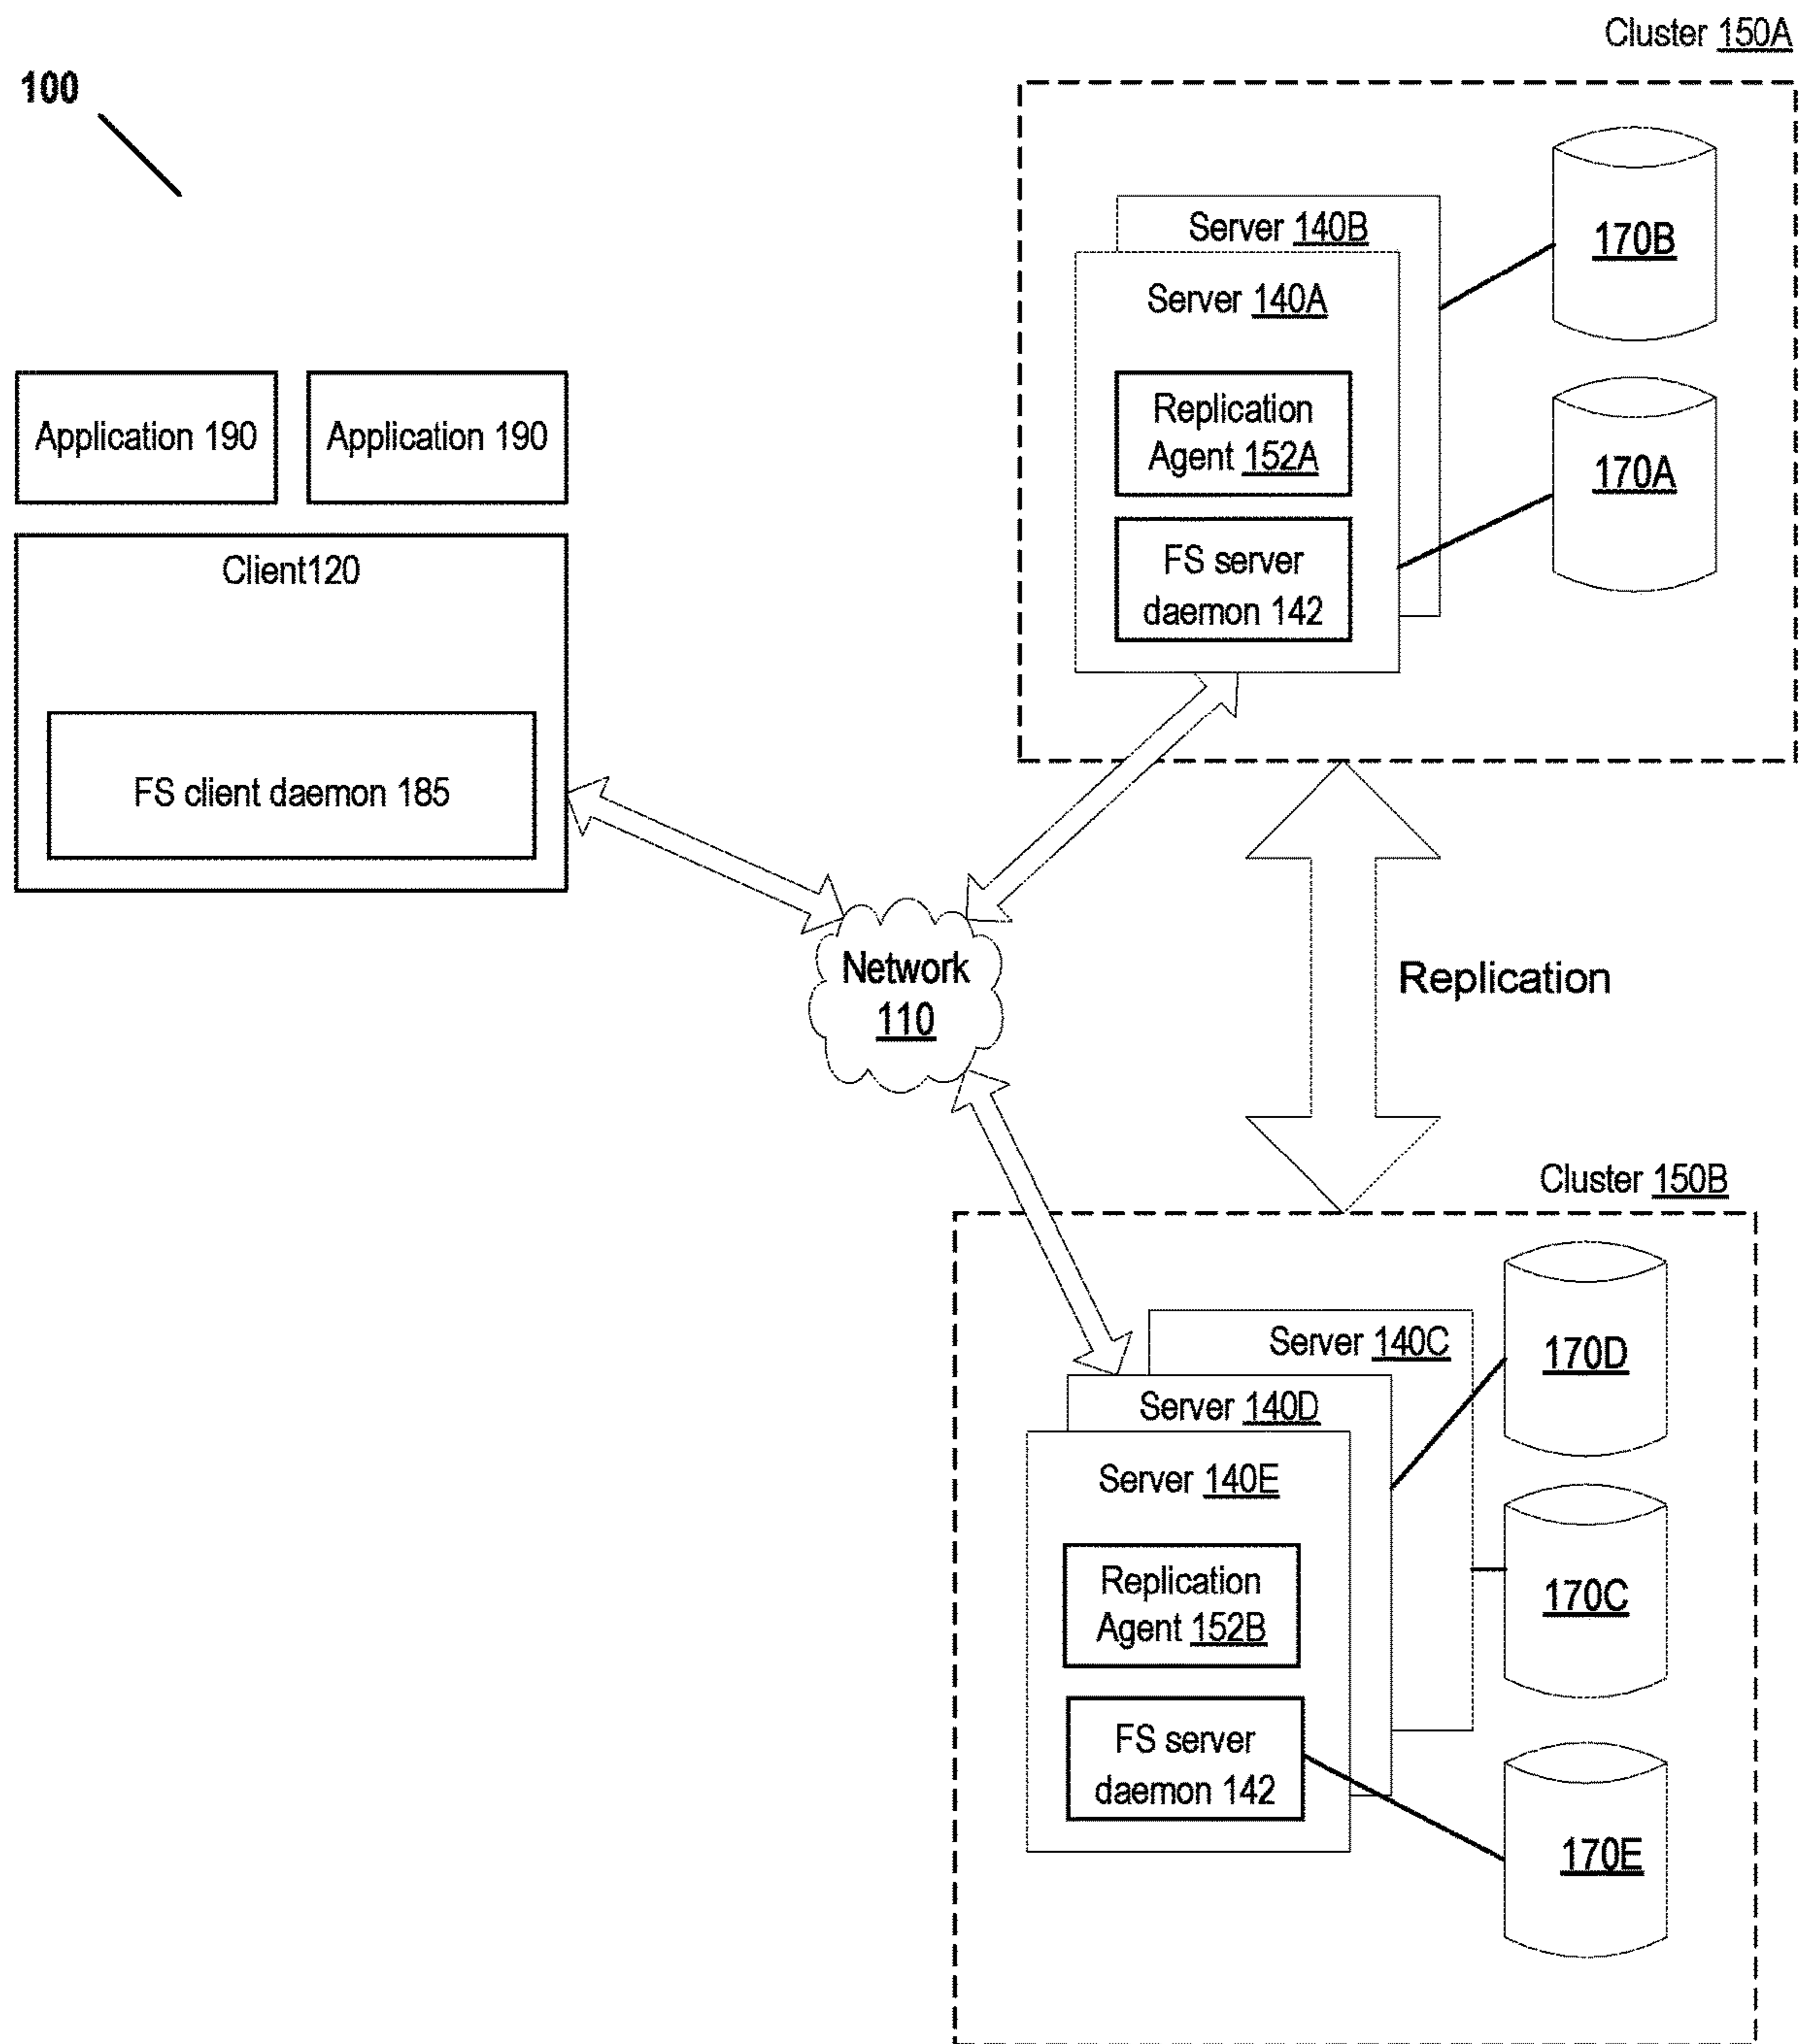 Cluster 150A
100
Server 140B
170B
Server 140A
Application 190
Application 190
Replication
Agent 152A
170A
FS server
daemon 142
Client120
FS client daemon 185
Network
110
Replication
Cluster 150B
Server 140C
170D
Server 140D
Server 140E
Replication
Agent 152B
170C
FS server
daemon 142
170E